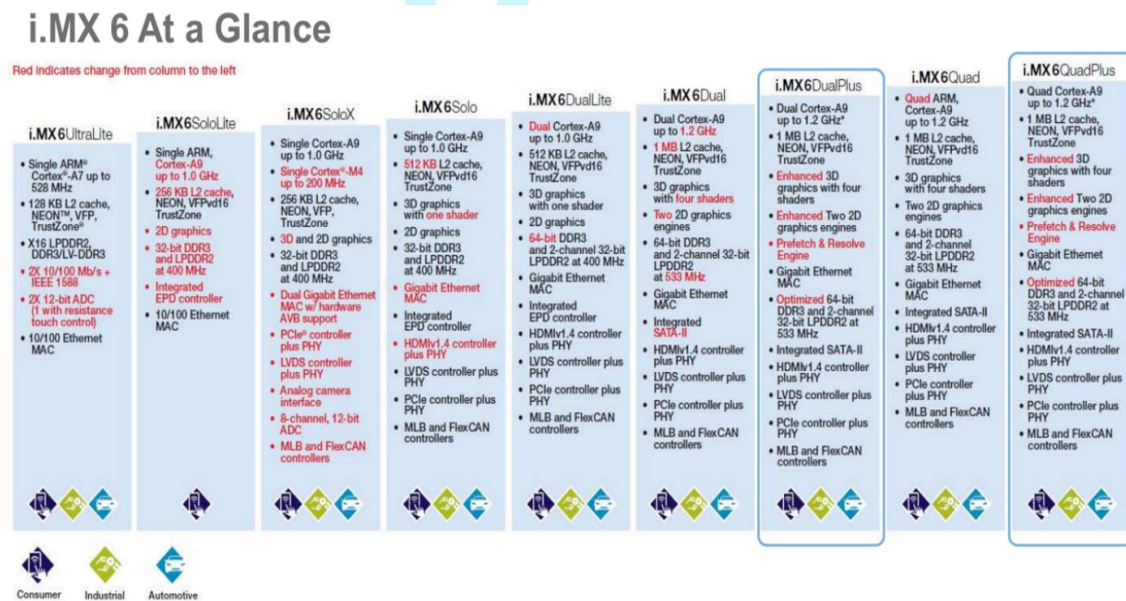 i.MX 6 At a Glance
Red indicates change from column to the left
i.MX6UltraLite
• Single ARM®
Cortex®-A7 up to
528 MHz
• 128 KB L2 cache,
NEON™, VFP,
TrustZone®
• X16 LPDDR2,
DDR3/LV-DDR3
• 2X 10/100 Mb/s +
IEEE 1588
• 2X 12-bit ADC
(1 with resistance
touch control)
• 10/100 Ethernet
MAC
i.MX6SoloLite
• Single ARM,
Cortex-A9
up to 1.0 GHz
• 256 KB L2 cache,
NEON, VFPvd16
TrustZone
• 2D graphics
• 32-bit DDR3
and LPDDR2
at 400 MHz
• Integrated
EPD controller
• 10/100 Ethernet
MAC
i.MX6SoloX
• Single Cortex-A9
up to 1.0 GHz
• Single Cortex®-M4
up to 200 MHz
• 256 KB L2 cache,
NEON, VFP,
TrustZone
• 3D and 2D graphics
• 32-bit DDR3
and LPDDR2
at 400 MHz
• Dual Gigabit Ethernet
MAC w/ hardware
AVB support
• PCIe® controller
plus PHY
• LVDS controller
plus PHY
• Analog camera
interface
• 8-channel, 12-bit
ADC
• MLB and FlexCAN
controllers
i.MX6Solo
• Single Cortex-A9
up to 1.0 GHz
• 512 KB L2 cache,
NEON, VFPvd16
TrustZone
• 3D graphics
with one shader
• 2D graphics
• 32-bit DDR3
and LPDDR2
at 400 MHz
• Gigabit Ethernet
MAC
• Integrated
EPD controller
• HDMIv1.4 controller
plus PHY
• LVDS controller plus
PHY
• PCIe controller plus
PHY
• MLB and FlexCAN
controllers
i.MX6DualLite
• Dual Cortex-A9
up to 1.0 GHz
• 512 KB L2 cache,
NEON, VFPvd16
TrustZone
• 3D graphics
with one shader
• 2D graphics
• 64-bit DDR3
and 2-channel 32-bit
LPDDR2 at 400 MHz
• Gigabit Ethernet
MAC
• Integrated
EPD controller
• HDMIv1.4 controller
plus PHY
• LVDS controller plus
PHY
• PCIe controller plus
PHY
• MLB and FlexCAN
controllers
i.MX6Dual
• Dual Cortex-A9
up to 1.2 GHz
• 1 MB L2 cache,
NEON, VFPvd16
TrustZone
• 3D graphics
with four shaders
• Two 2D graphics
engines
• 64-bit DDR3
and 2-channel 32-bit
LPDDR2
at 533 MHz
• Gigabit Ethernet
MAC
• Integrated
SATA-II
• HDMIv1.4 controller
plus PHY
• LVDS controller plus
PHY
• PCIe controller plus
PHY
• MLB and FlexCAN
controllers
i.MX6DualPlus
• Dual Cortex-A9
up to 1.2 GHz*
• 1 MB L2 cache,
NEON, VFPvd16
TrustZone
• Enhanced 3D
graphics with four
shaders
• Enhanced Two 2D
graphics engines
• Prefetch & Resolve
Engine
• Gigabit Ethernet
MAC
• Optimized 64-bit
DDR3 and 2-channel
32-bit LPDDR2 at
533 MHz
• Integrated SATA-II
• HDMIv1.4 controller
plus PHY
• LVDS controller plus
PHY
• PCIe controller plus
PHY
• MLB and FlexCAN
controllers
i.MX6Quad
• Quad ARM,
Cortex-A9
up to 1.2 GHz
• 1 MB L2 cache,
NEON, VFPvd16
TrustZone
• 3D graphics
with four shaders
• Two 2D graphics
engines
• 64-bit DDR3
and 2-channel
32-bit LPDDR2
at 533 MHz
• Gigabit Ethernet
MAC
• Integrated SATA-II
• HDMIv1.4 controller
plus PHY
• LVDS controller
plus PHY
• PCIe controller
plus PHY
• MLB and FlexCAN
controllers
i.MX6QuadPlus
• Quad Cortex-A9
up to 1.2 GHz*
• 1 MB L2 cache,
NEON, VFPvd16
TrustZone
• Enhanced 3D
graphics with four
shaders
• Enhanced Two 2D
graphics engines
• Prefetch & Resolve
Engine
• Gigabit Ethernet
MAC
• Optimized 64-bit
DDR3 and 2-channel
32-bit LPDDR2 at
533 MHz
• Integrated SATA-II
• HDMIv1.4 controller
plus PHY
• LVDS controller plus
PHY
• PCIe controller plus
PHY
• MLB and FlexCAN
controllers
Consumer
Industrial
Automotive